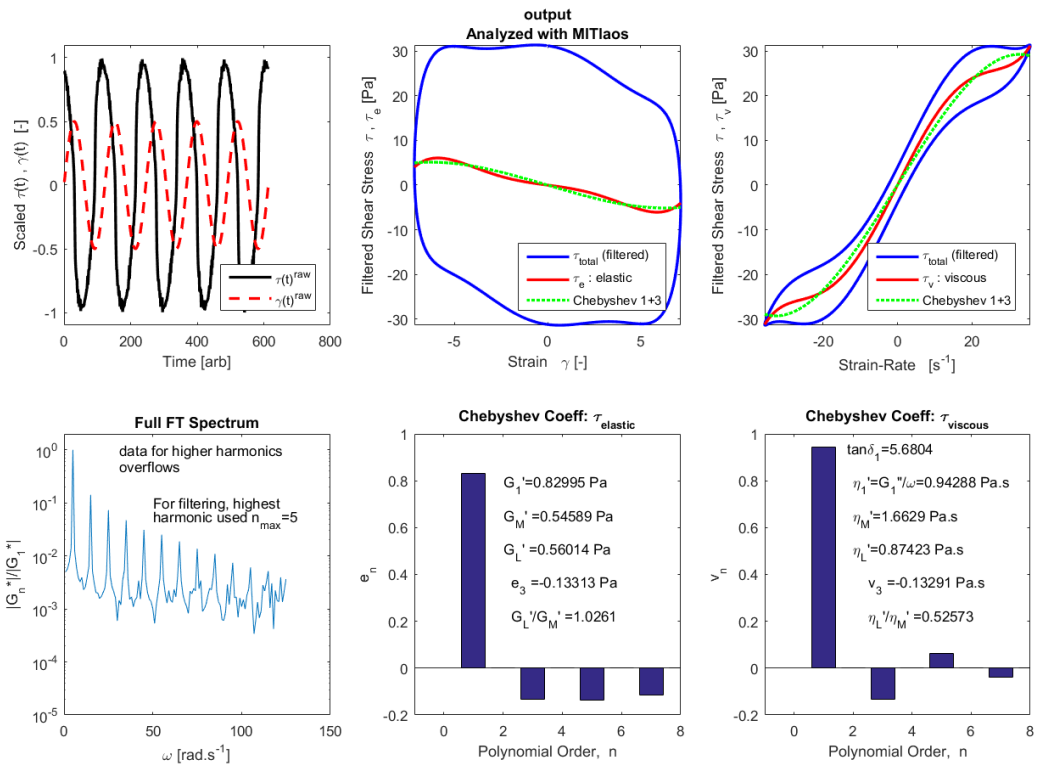 output
Analyzed with MITlaos
Scaled τ(t) , γ(t) [-]
1
0.5
0
-0.5
-1
0 200 400 600 800
Time [arb]
τ(t)^raw
γ(t)^raw
Filtered Shear Stress τ , τ_e [Pa]
30
20
10
0
-10
-20
-30
-5 0 5
Strain γ [-]
τ_total (filtered)
τ_e : elastic
Chebyshev 1+3
Filtered Shear Stress τ , τ_v [Pa]
30
20
10
0
-10
-20
-30
-20 0 20
Strain-Rate [s^-1]
τ_total (filtered)
τ_v : viscous
Chebyshev 1+3
Full FT Spectrum
|G_n*|/|G_1*|
10^0
10^-1
10^-2
10^-3
10^-4
10^-5
0 50 100 150
ω [rad.s^-1]
data for higher harmonics
overflows
For filtering, highest
harmonic used n_max=5
Chebyshev Coeff: τ_elastic
e_n
1
0.8
0.6
0.4
0.2
0
-0.2
0 2 4 6 8
Polynomial Order, n
G_1'=0.82995 Pa
G_M' =0.54589 Pa
G_L' =0.56014 Pa
e_3 =-0.13313 Pa
G_L'/G_M' =1.0261
Chebyshev Coeff: τ_viscous
v_n
1
0.8
0.6
0.4
0.2
0
-0.2
0 2 4 6 8
Polynomial Order, n
tanδ_1=5.6804
η_1'=G_1''/ω=0.94288 Pa.s
η_M'=1.6629 Pa.s
η_L'=0.87423 Pa.s
v_3 =-0.13291 Pa.s
η_L'/η_M' =0.52573